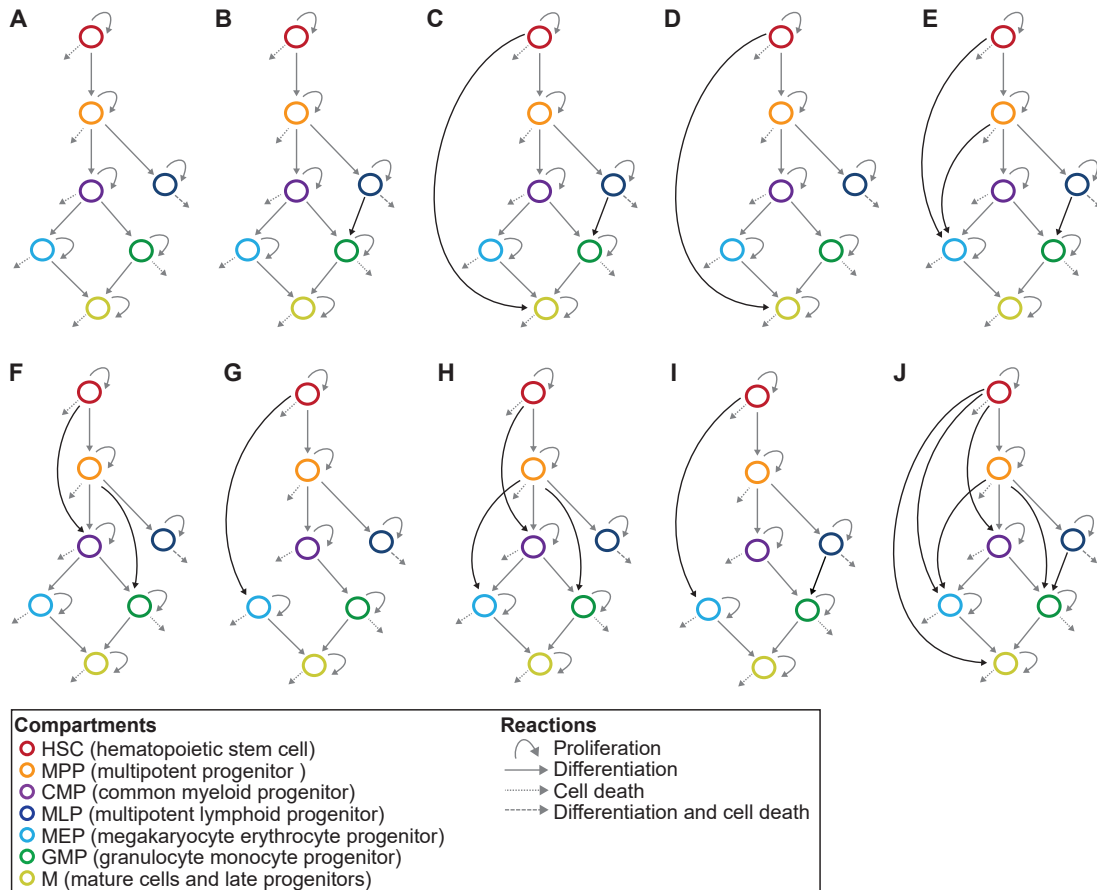 A B C D E
F G H I J
Compartments
HSC (hematopoietic stem cell)
MPP (multipotent progenitor )
CMP (common myeloid progenitor)
MLP (multipotent lymphoid progenitor)
MEP (megakaryocyte erythrocyte progenitor)
GMP (granulocyte monocyte progenitor)
M (mature cells and late progenitors)
Reactions
Proliferation
Differentiation
Cell death
Differentiation and cell death